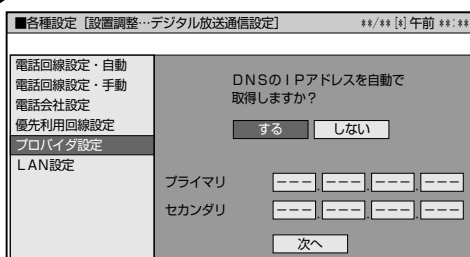 ■各種設定［設置調整…デジタル放送通信設定］ **/**[*]午前**:**
電話回線設定・自動
電話回線設定・手動
電話会社設定
優先利用回線設定
プロバイダ設定
LAN設定
DNSのIPアドレスを自動で
取得しますか？
する しない
プライマリ ---.---.---.---
セカンダリ ---.---.---.---
次へ